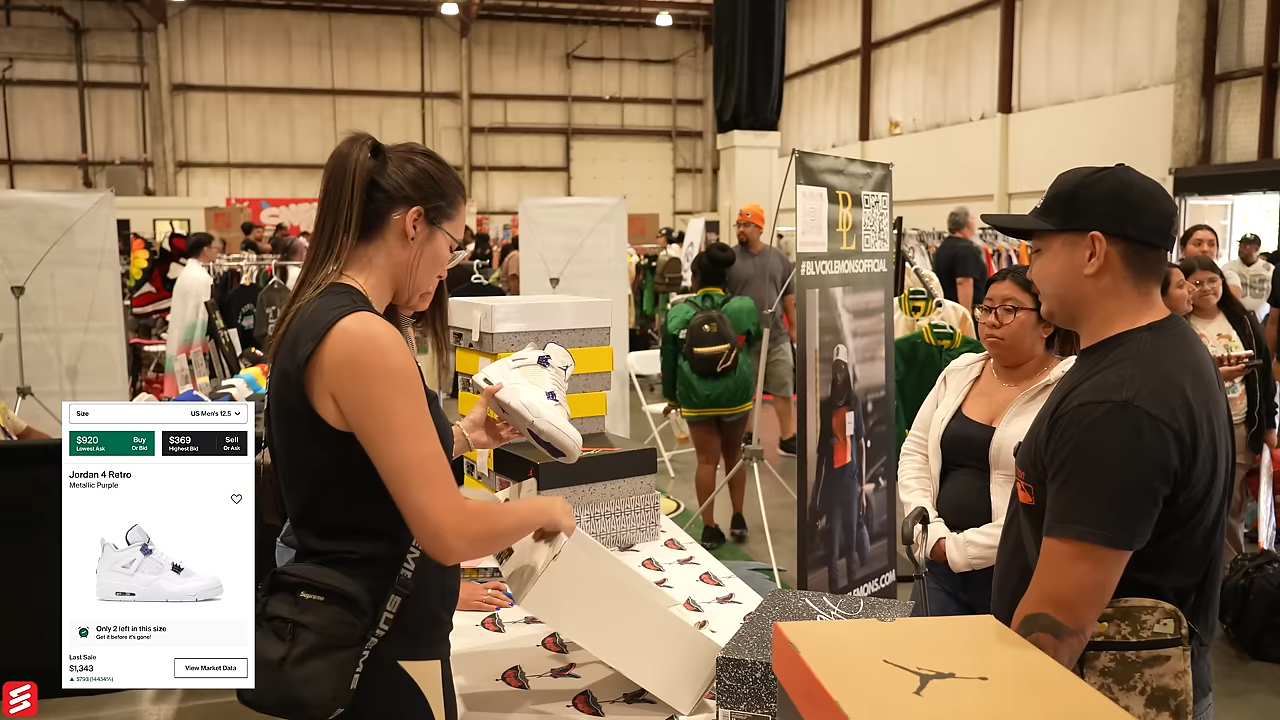 Size
US Men's 12.5
$920
Lowest Ask
Buy
Or Bid
$369
Highest Bid
Sell
Or Ask
Jordan 4 Retro
Metallic Purple
Only 2 left in this size
Get it before it's gone!
Last Sale
$1,343
View Market Data
BL
#BLVCKLEMONSOFFICIAL
Supreme